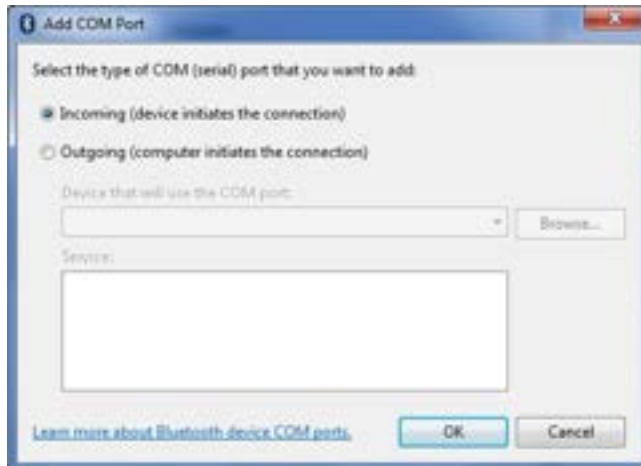 Add COM Port
Select the type of COM (serial) port that you want to add:
Incoming (device initiates the connection)
Outgoing (computer initiates the connection)
Device that will use the COM port:
Browse...
Service:
Learn more about Bluetooth device COM ports.
OK Cancel